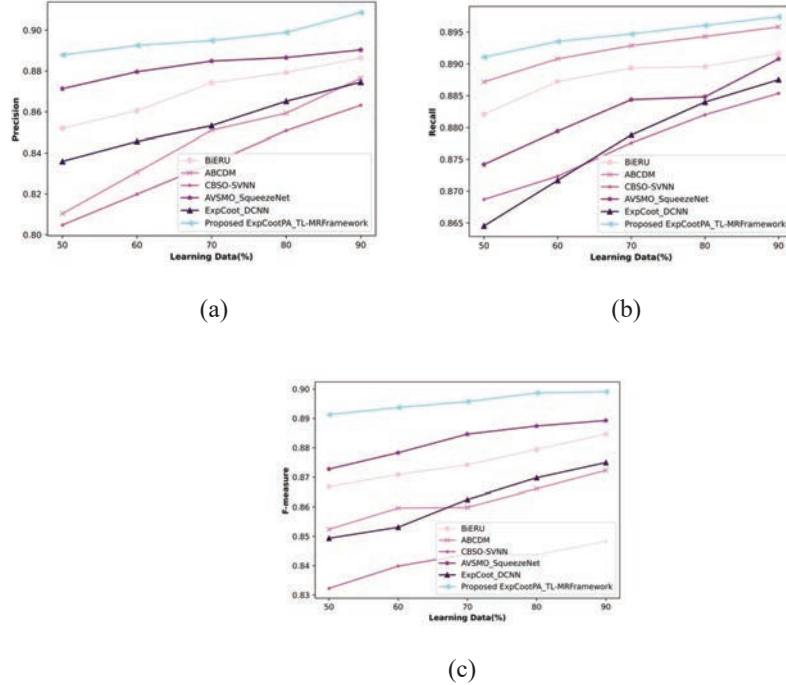 0.90
0.88
0.86
0.84
0.82
0.80
Precision
BiERU
ABCDM
CBSO-SVNN
AVSMO_SqueezeNet
ExpCoot_DCNN
Proposed ExpCootPA_TL-MRFramework
50 60 70 80 90
Learning Data(%)
(a)
0.895
0.890
0.885
0.880
0.875
0.870
0.865
Recall
BiERU
ABCDM
CBSO-SVNN
AVSMO_SqueezeNet
ExpCoot_DCNN
Proposed ExpCootPA_TL-MRFramework
50 60 70 80 90
Learning Data(%)
(b)
0.90
0.89
0.88
0.87
0.86
0.85
0.84
0.83
F-measure
BiERU
ABCDM
CBSO-SVNN
AVSMO_SqueezeNet
ExpCoot_DCNN
Proposed ExpCootPA_TL-MRFramework
50 60 70 80 90
Learning Data(%)
(c)